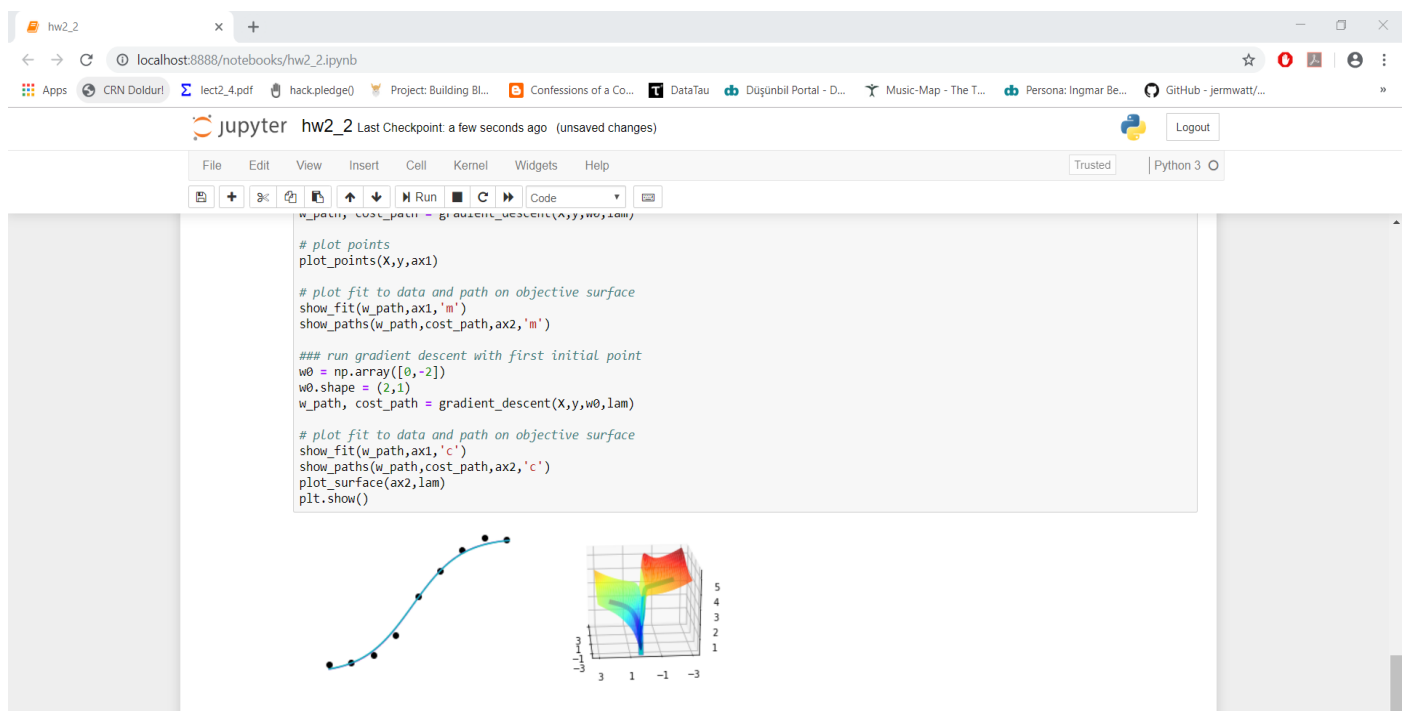 hw2_2
localhost:8888/notebooks/hw2_2.ipynb
Apps CRN Doldur! lect2_4.pdf hack.pledge() Project: Building Bl... Confessions of a Co... DataTau Düşünbil Portal - D... Music-Map - The T... Persona: Ingmar Be... GitHub - jermwatt/... »
jupyter hw2_2 Last Checkpoint: a few seconds ago (unsaved changes) Logout
File Edit View Insert Cell Kernel Widgets Help Trusted Python 3
Run Code
w_path, cost_path = gradient_descent(X,y,w0,lam)
# plot points
plot_points(X,y,ax1)
# plot fit to data and path on objective surface
show_fit(w_path,ax1,'m')
show_paths(w_path,cost_path,ax2,'m')
### run gradient descent with first initial point
w0 = np.array([0,-2])
w0.shape = (2,1)
w_path, cost_path = gradient_descent(X,y,w0,lam)
# plot fit to data and path on objective surface
show_fit(w_path,ax1,'c')
show_paths(w_path,cost_path,ax2,'c')
plot_surface(ax2,lam)
plt.show()
5
4
3
2
1
3
1
−1
−3
3 1 −1 −3